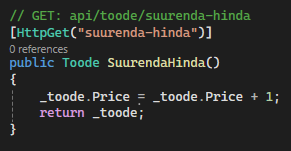 // GET: api/toode/suurenda-hinda
[HttpGet("suurenda-hinda")]
0 references
public Toode SuurendaHinda()
{
    _toode.Price = _toode.Price + 1;
    return _toode;
}